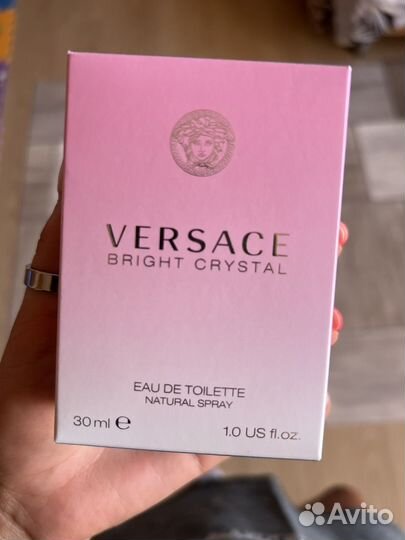 VERSACE
BRIGHT CRYSTAL
EAU DE TOILETTE
NATURAL SPRAY
30 ml ℮ 1.0 US fl.oz.
Avito